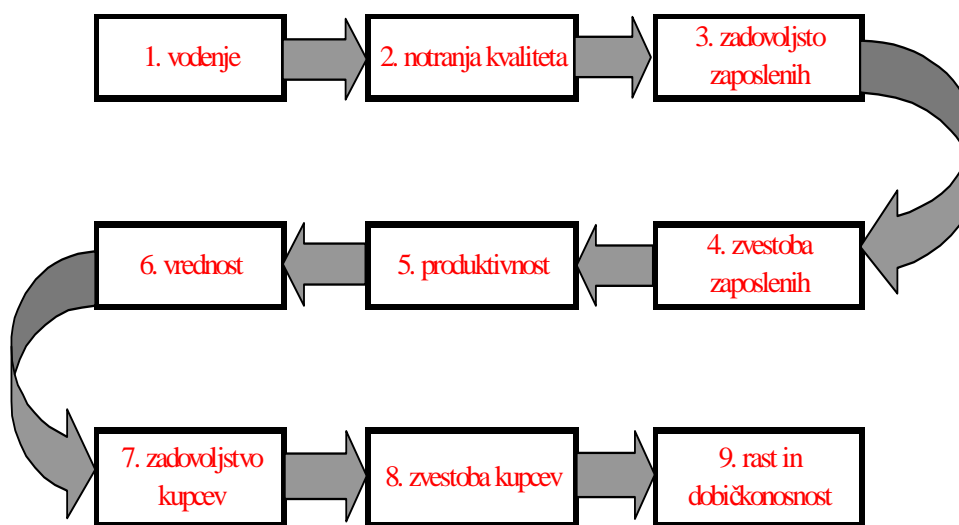 1. vodenje
2. notranja kvaliteta
3. zadovoljsto
zaposlenih
4. zvestoba
zaposlenih
5. produktivnost
6. vrednost
7. zadovoljstvo
kupcev
8. zvestoba kupcev
9. rast in
dobičkonosnost